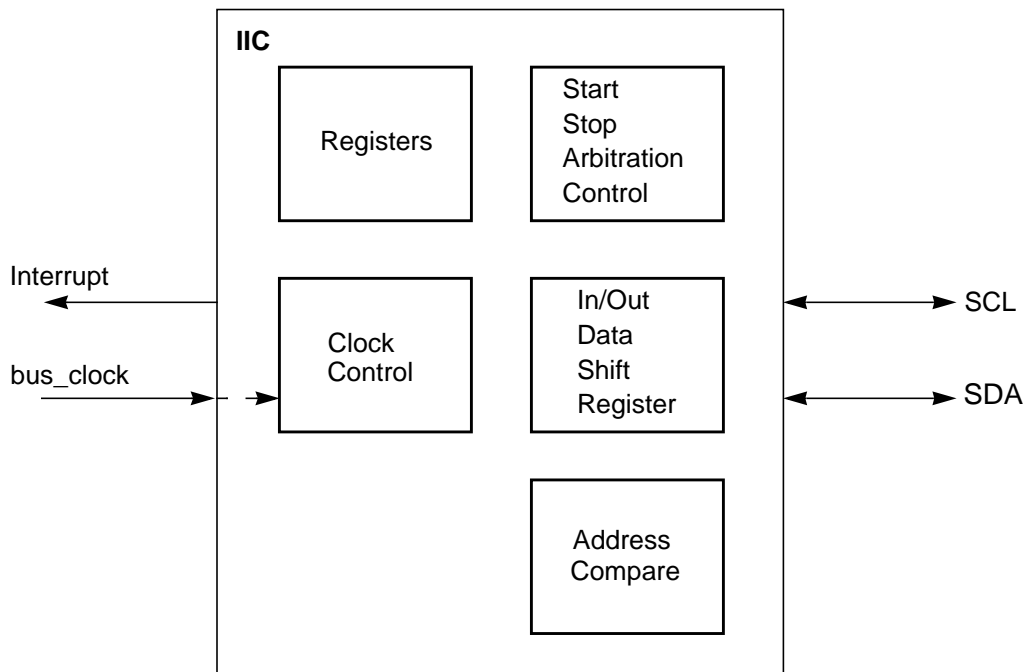 IIC
Registers
Start
Stop
Arbitration
Control
Interrupt
bus_clock
Clock
Control
In/Out
Data
Shift
Register
SCL
SDA
Address
Compare